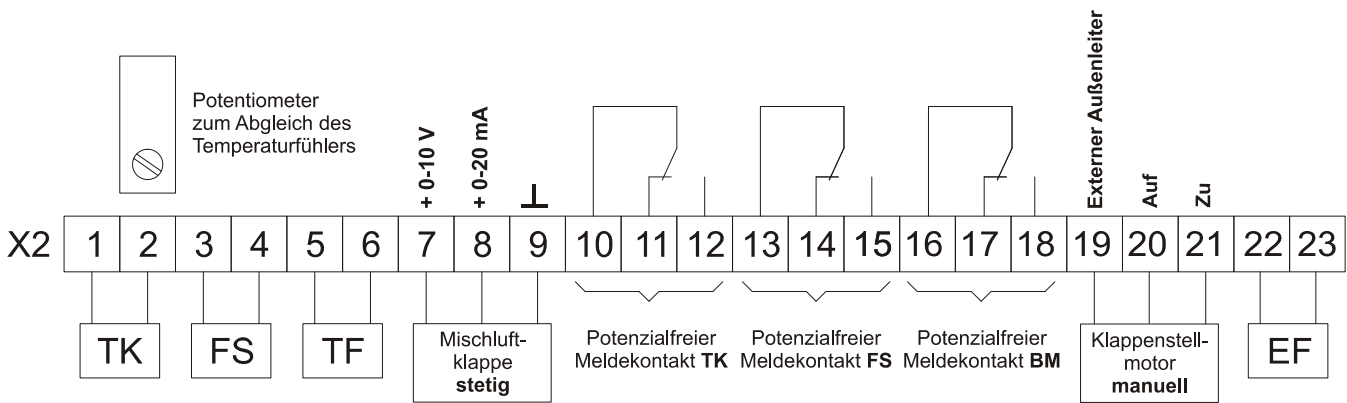 Potentiometer
zum Abgleich des
Temperaturfühlers
+ 0-10 V
+ 0-20 mA
Externer Außenleiter
Auf
Zu
X2 1 2 3 4 5 6 7 8 9 10 11 12 13 14 15 16 17 18 19 20 21 22 23
TK
FS
TF
Mischluft-
klappe
stetig
Potenzialfreier
Meldekontakt TK
Potenzialfreier
Meldekontakt FS
Potenzialfreier
Meldekontakt BM
Klappenstell-
motor
manuell
EF